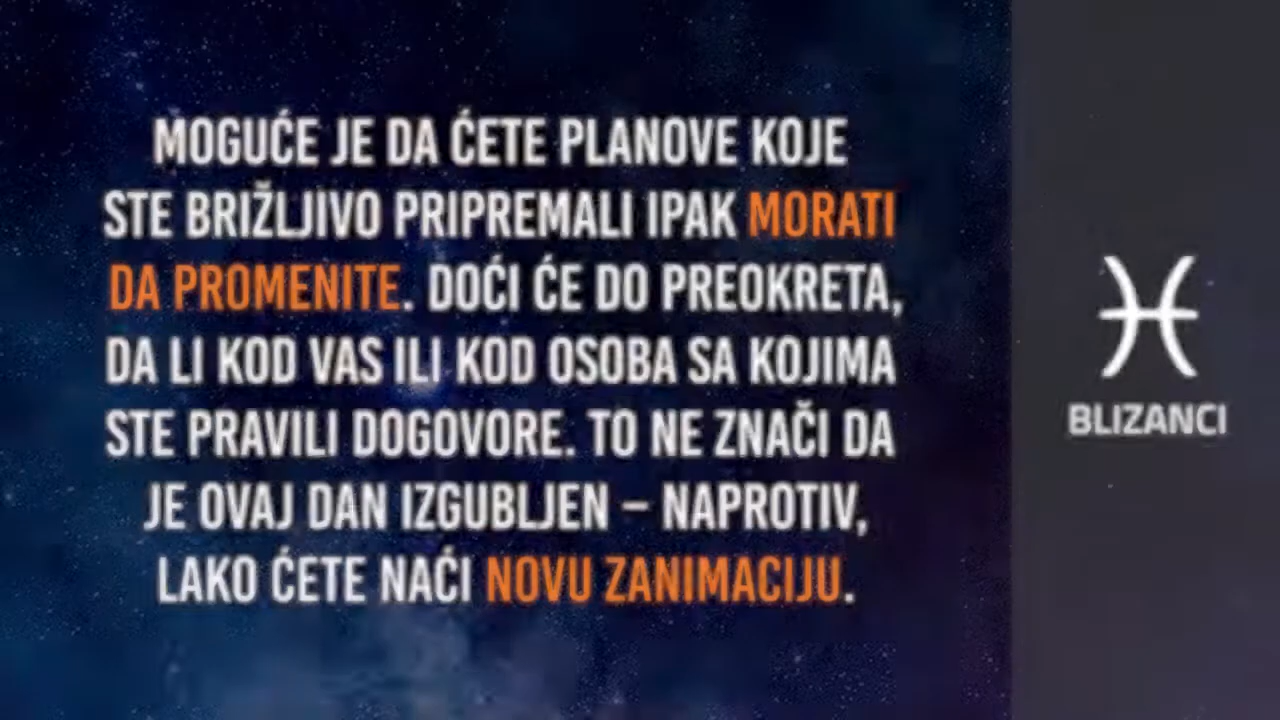 MOGUĆE JE DA ĆETE PLANOVE KOJE
STE BRIŽLJIVO PRIPREMALI IPAK MORATI
DA PROMENITE. DOĆI ĆE DO PREOKRETA,
DA LI KOD VAS ILI KOD OSOBA SA KOJIMA
STE PRAVILI DOGOVORE. TO NE ZNAČI DA
JE OVAJ DAN IZGUBLJEN – NAPROTIV,
LAKO ĆETE NAĆI NOVU ZANIMACIJU.
BLIZANCI